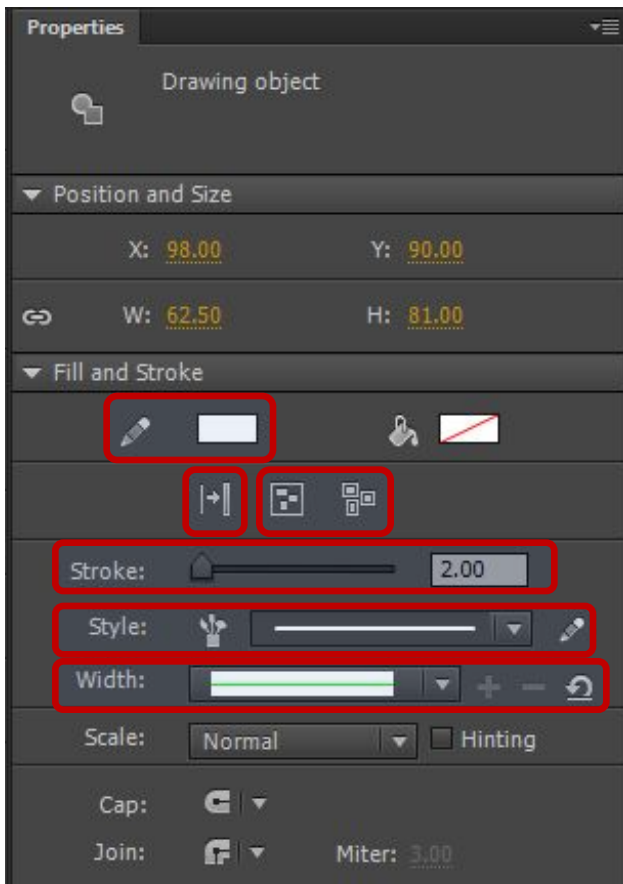 Properties
Drawing object
Position and Size
X: 98.00 Y: 90.00
W: 62.50 H: 81.00
Fill and Stroke
Stroke: 2.00
Style:
Width:
Scale: Normal Hinting
Cap:
Join: Miter: 3.00